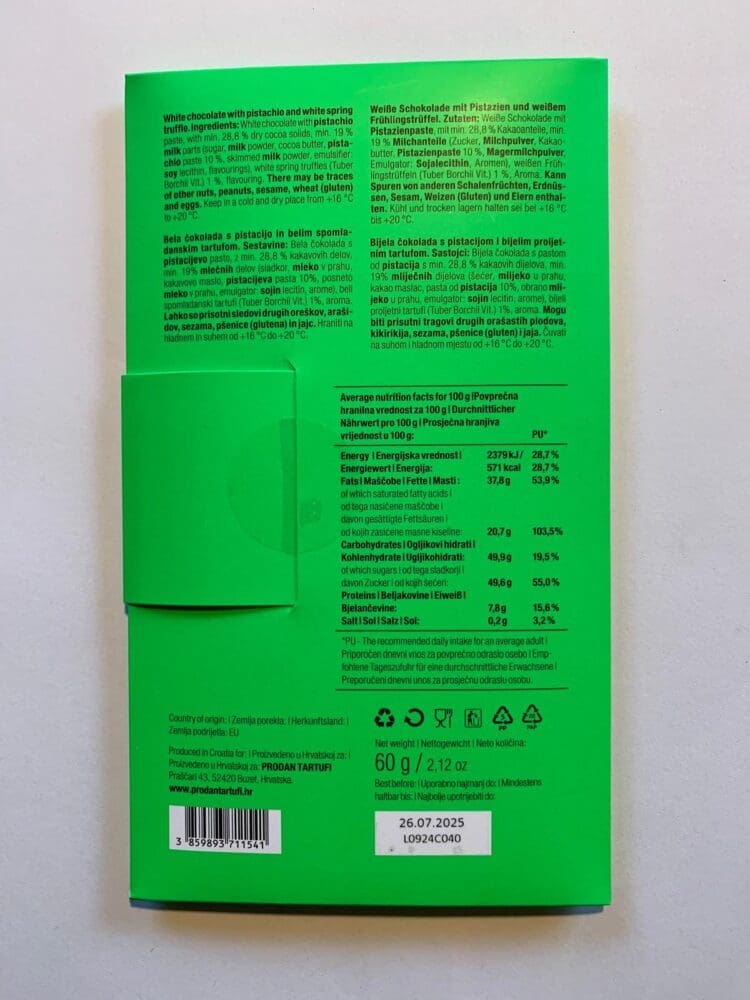 White chocolate with pistachio and white spring
truffle. Ingredients: White chocolate with pistachio
paste, with min. 28,8 % dry cocoa solids, min. 19 %
milk parts (sugar, milk powder, cocoa butter, pista-
chio paste 10 %, skimmed milk powder, emulsifier:
soy lecithin, flavourings), white spring truffles (Tuber
Borchii Vit.) 1 %, flavouring. There may be traces
of other nuts, peanuts, sesame, wheat (gluten)
and eggs. Keep in a cold and dry place from +16 °C
to +20 °C.
Weiße Schokolade mit Pistazien und weißem
Frühlingstrüffel. Zutaten: Weiße Schokolade mit
Pistazienpaste, mit min. 28,8 % Kakaoanteile, min.
19 % Milchanteile (Zucker, Milchpulver, Kakao-
butter, Pistazienpaste 10 %, Magermilchpulver,
Emulgator: Sojalecithin, Aromen), weißen Früh-
lingstrüffeln (Tuber Borchii Vit.) 1 %, Aroma. Kann
Spuren von anderen Schalenfrüchten, Erdnüs-
sen, Sesam, Weizen (Gluten) und Eiern enthal-
ten. Kühl und trocken lagern halten sei bei +16 °C
bis +20 °C.
Bela čokolada s pistacijo in belim spomla-
danskim tartufom. Sestavine: Bela čokolada s
pistacijevo pasto, z min. 28,8 % kakavovih delov,
min. 19% mlečnih delov (sladkor, mleko v prahu,
kakavovo maslo, pistacijeva pasta 10%, posneto
mleko v prahu, emulgator: sojin lecitin, arome), beli
spomladanski tartufi (Tuber Borchii Vit.) 1%, aroma.
Lahko so prisotni sledovi drugih oreškov, araši-
dov, sezama, pšenice (glutena) in jajc. Hraniti na
hladnem in suhem od +16 °C do +20 °C.
Bijela čokolada s pistacijom i bijelim proljet-
nim tartufom. Sastojci: Bijela čokolada s pastom
od pistacija s min. 28,8 % kakaovih dijelova, min.
19% mliječnih dijelova (šećer, mlijeko u prahu,
kakao maslac, pasta od pistacija 10%, obrano mli-
jeko u prahu, emulgator: sojin lecitin, arome), bijeli
proljetni tartufi (Tuber Borchii Vit.) 1%, aroma. Mogu
biti prisutni tragovi drugih orašastih plodova,
kikirikija, sezama, pšenice (gluten) i jaja. Čuvati
na suhom i hladnom mjestu od +16 °C do +20 °C.
Average nutrition facts for 100 g | Povprečna
hranilna vrednost za 100 g | Durchnittlicher
Nährwert pro 100 g | Prosječna hranjiva
vrijednost u 100 g: PU*
Energy | Energijska vrednost | 2379 kJ / 28,7 %
Energiewert | Energija: 571 kcal 28,7 %
Fats | Maščobe | Fette | Masti: 37,8 g 53,9 %
of which saturated fatty acids |
od tega nasičene maščobe |
davon gesättigte Fettsäuren |
od kojih zasićene masne kiseline: 20,7 g 103,5%
Carbohydrates | Ogljikovi hidrati |
Kohlenhydrate | Ugljikohidrati: 49,9 g 19,5 %
of which sugars | od tega sladkorji |
davon Zucker | od kojih šećeri: 49,6 g 55,0 %
Proteins | Beljakovine | Eiweiß |
Bjelančevine: 7,8 g 15,6 %
Salt | Sol | Salz | Sol: 0,2 g 3,2 %
*PU - The recommended daily intake for an average adult |
Priporočen dnevni vnos za povprečno odraslo osebo | Emp-
fohlene Tageszufuhr für eine durchschnittliche Erwachsene |
Preporučeni dnevni unos za prosječnu odraslu osobu.
Country of origin: | Zemlja porekla: | Herkunftsland: |
Zemlja podrijetla: EU
Produced in Croatia for: | Proizvedeno u Hrvatskoj za: |
Proizvedeno u Hrvatskoj za: PRODAN TARTUFI
Praščari 43, 52420 Buzet, Hrvatska.
www.prodantartufi.hr
3 859893 711541
5
PP
PAP
Net weight | Nettogewicht | Neto količina:
60 g / 2,12 oz
Best before: | Uporabno najmanj do: | Mindestens
haltbar bis: | Najbolje upotrijebiti do:
26.07.2025
L0924C040